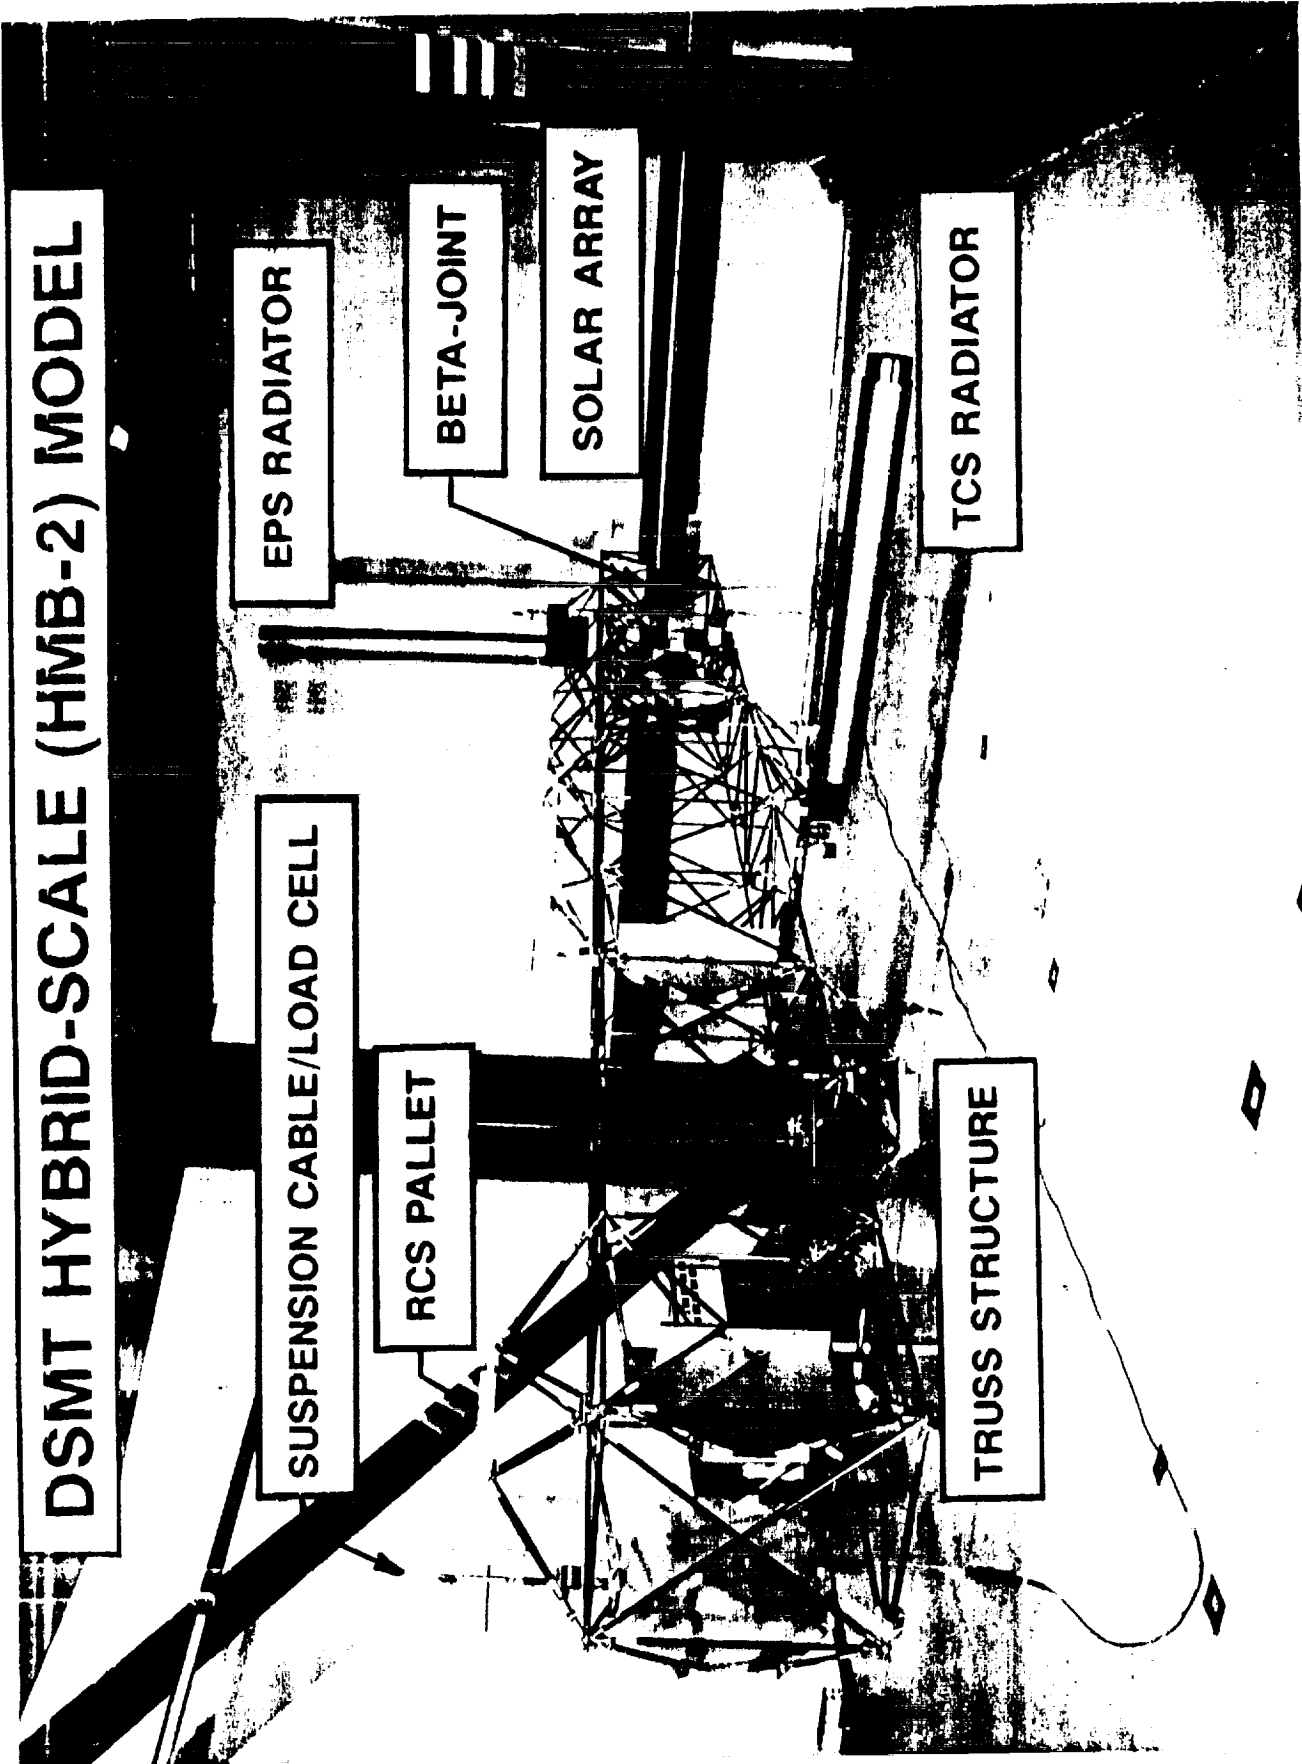 DSMT HYBRID-SCALE (HMB-2) MODEL
EPS RADIATOR
SUSPENSION CABLE/LOAD CELL
BETA-JOINT
RCS PALLET
SOLAR ARRAY
TCS RADIATOR
TRUSS STRUCTURE